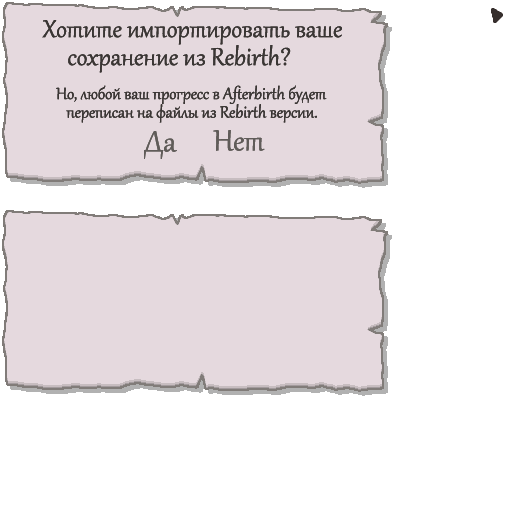 Хотите импортировать ваше
сохранение из Rebirth?
Но, любой ваш прогресс в Afterbirth будет
переписан на файлы из Rebirth версии.
Да Нет